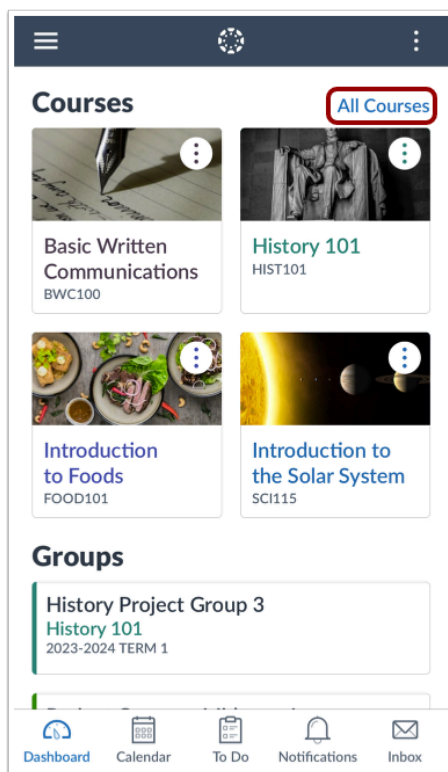 Courses
All Courses
Basic Written
Communications
BWC100
History 101
HIST101
Introduction
to Foods
FOOD101
Introduction to
the Solar System
SCI115
Groups
History Project Group 3
History 101
2023-2024 TERM 1
Dashboard
Calendar
To Do
Notifications
Inbox